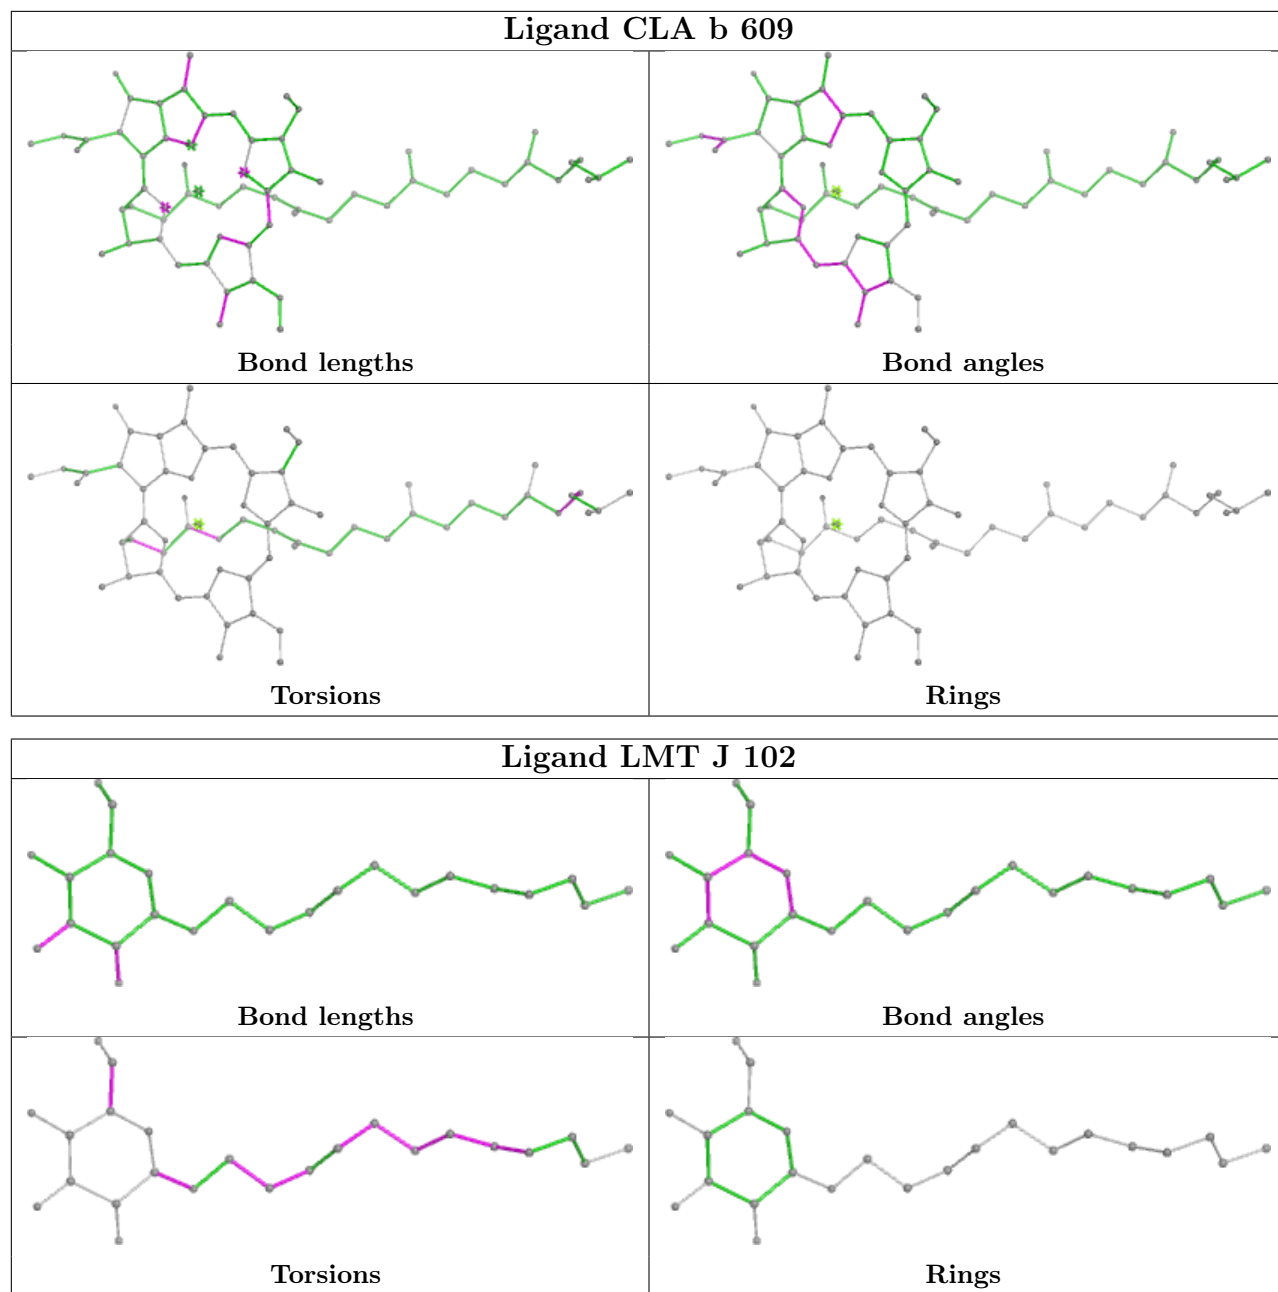 Ligand CLA b 609
Bond lengths
Bond angles
Torsions
Rings
Ligand LMT J 102
Bond lengths
Bond angles
Torsions
Rings